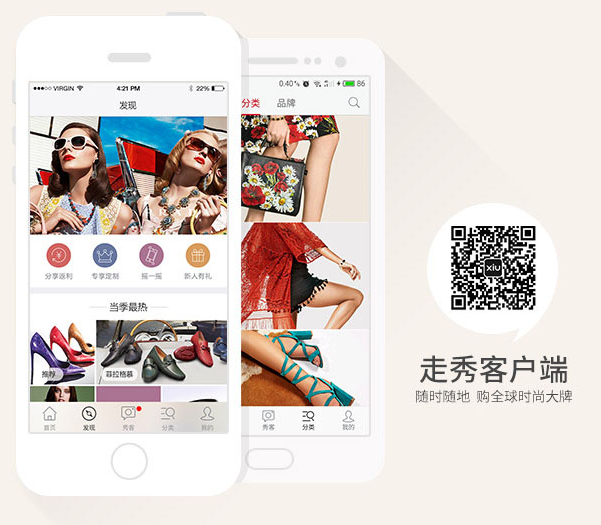 VIRGIN
4:21 PM
22%
发现
分享返利
专享定制
摇一摇
新人有礼
当季最热
推荐
菲拉格慕
首页
发现
秀客
分类
我的
0.40
86
分类
品牌
秀客
分类
我的
xiu
走秀客户端
随时随地 购全球时尚大牌